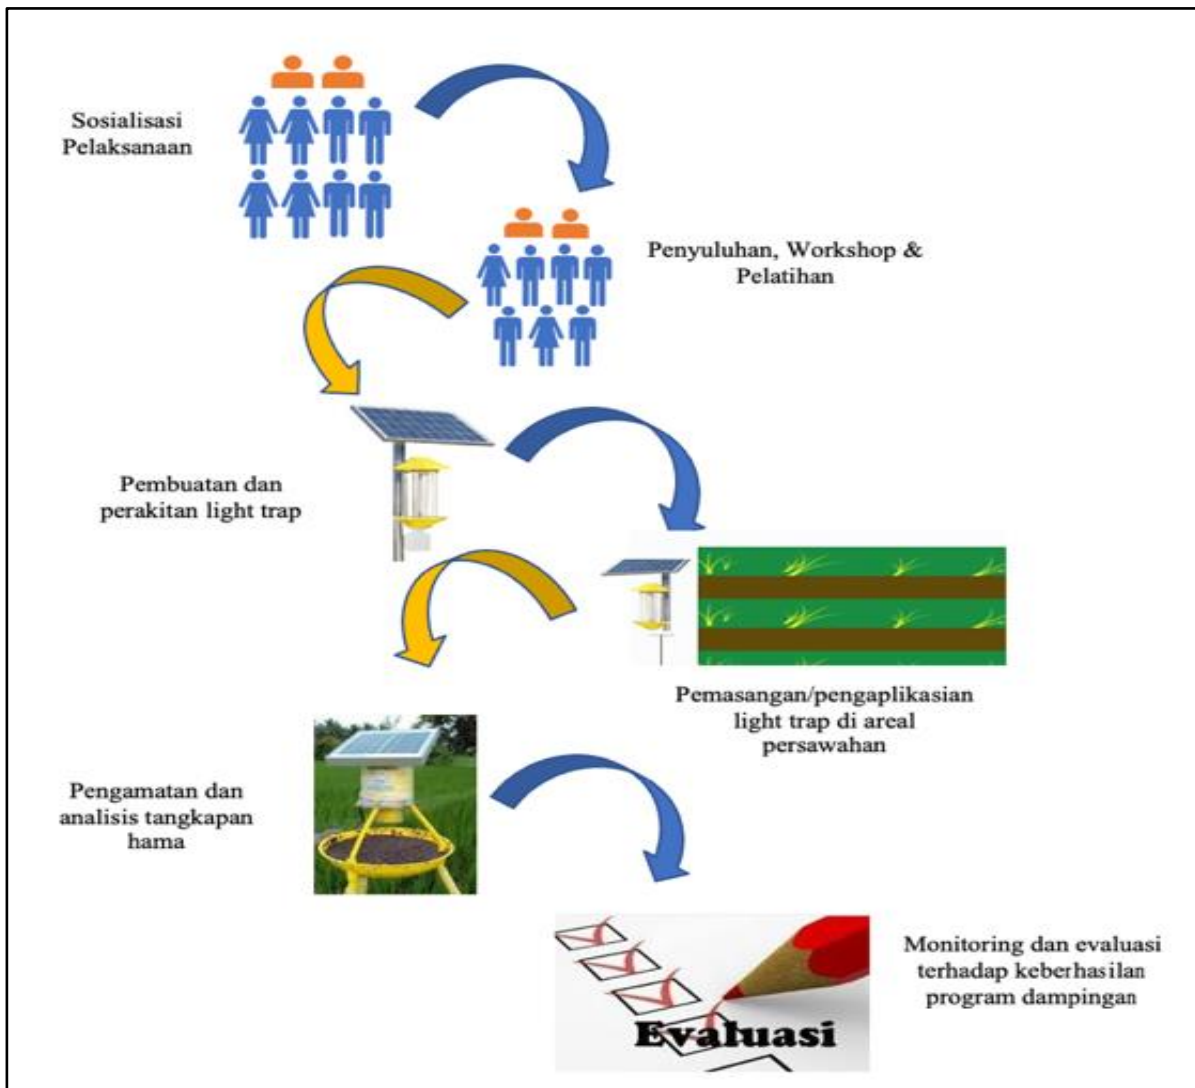 Sosialisasi
Pelaksanaan
Penyuluhan, Workshop &
Pelatihan
Pembuatan dan
perakitan light trap
Pemasangan/pengaplikasian
light trap di areal
persawahan
Pengamatan dan
analisis tangkapan
hama
Monitoring dan evaluasi
terhadap keberhasilan
program dampingan
Evaluasi